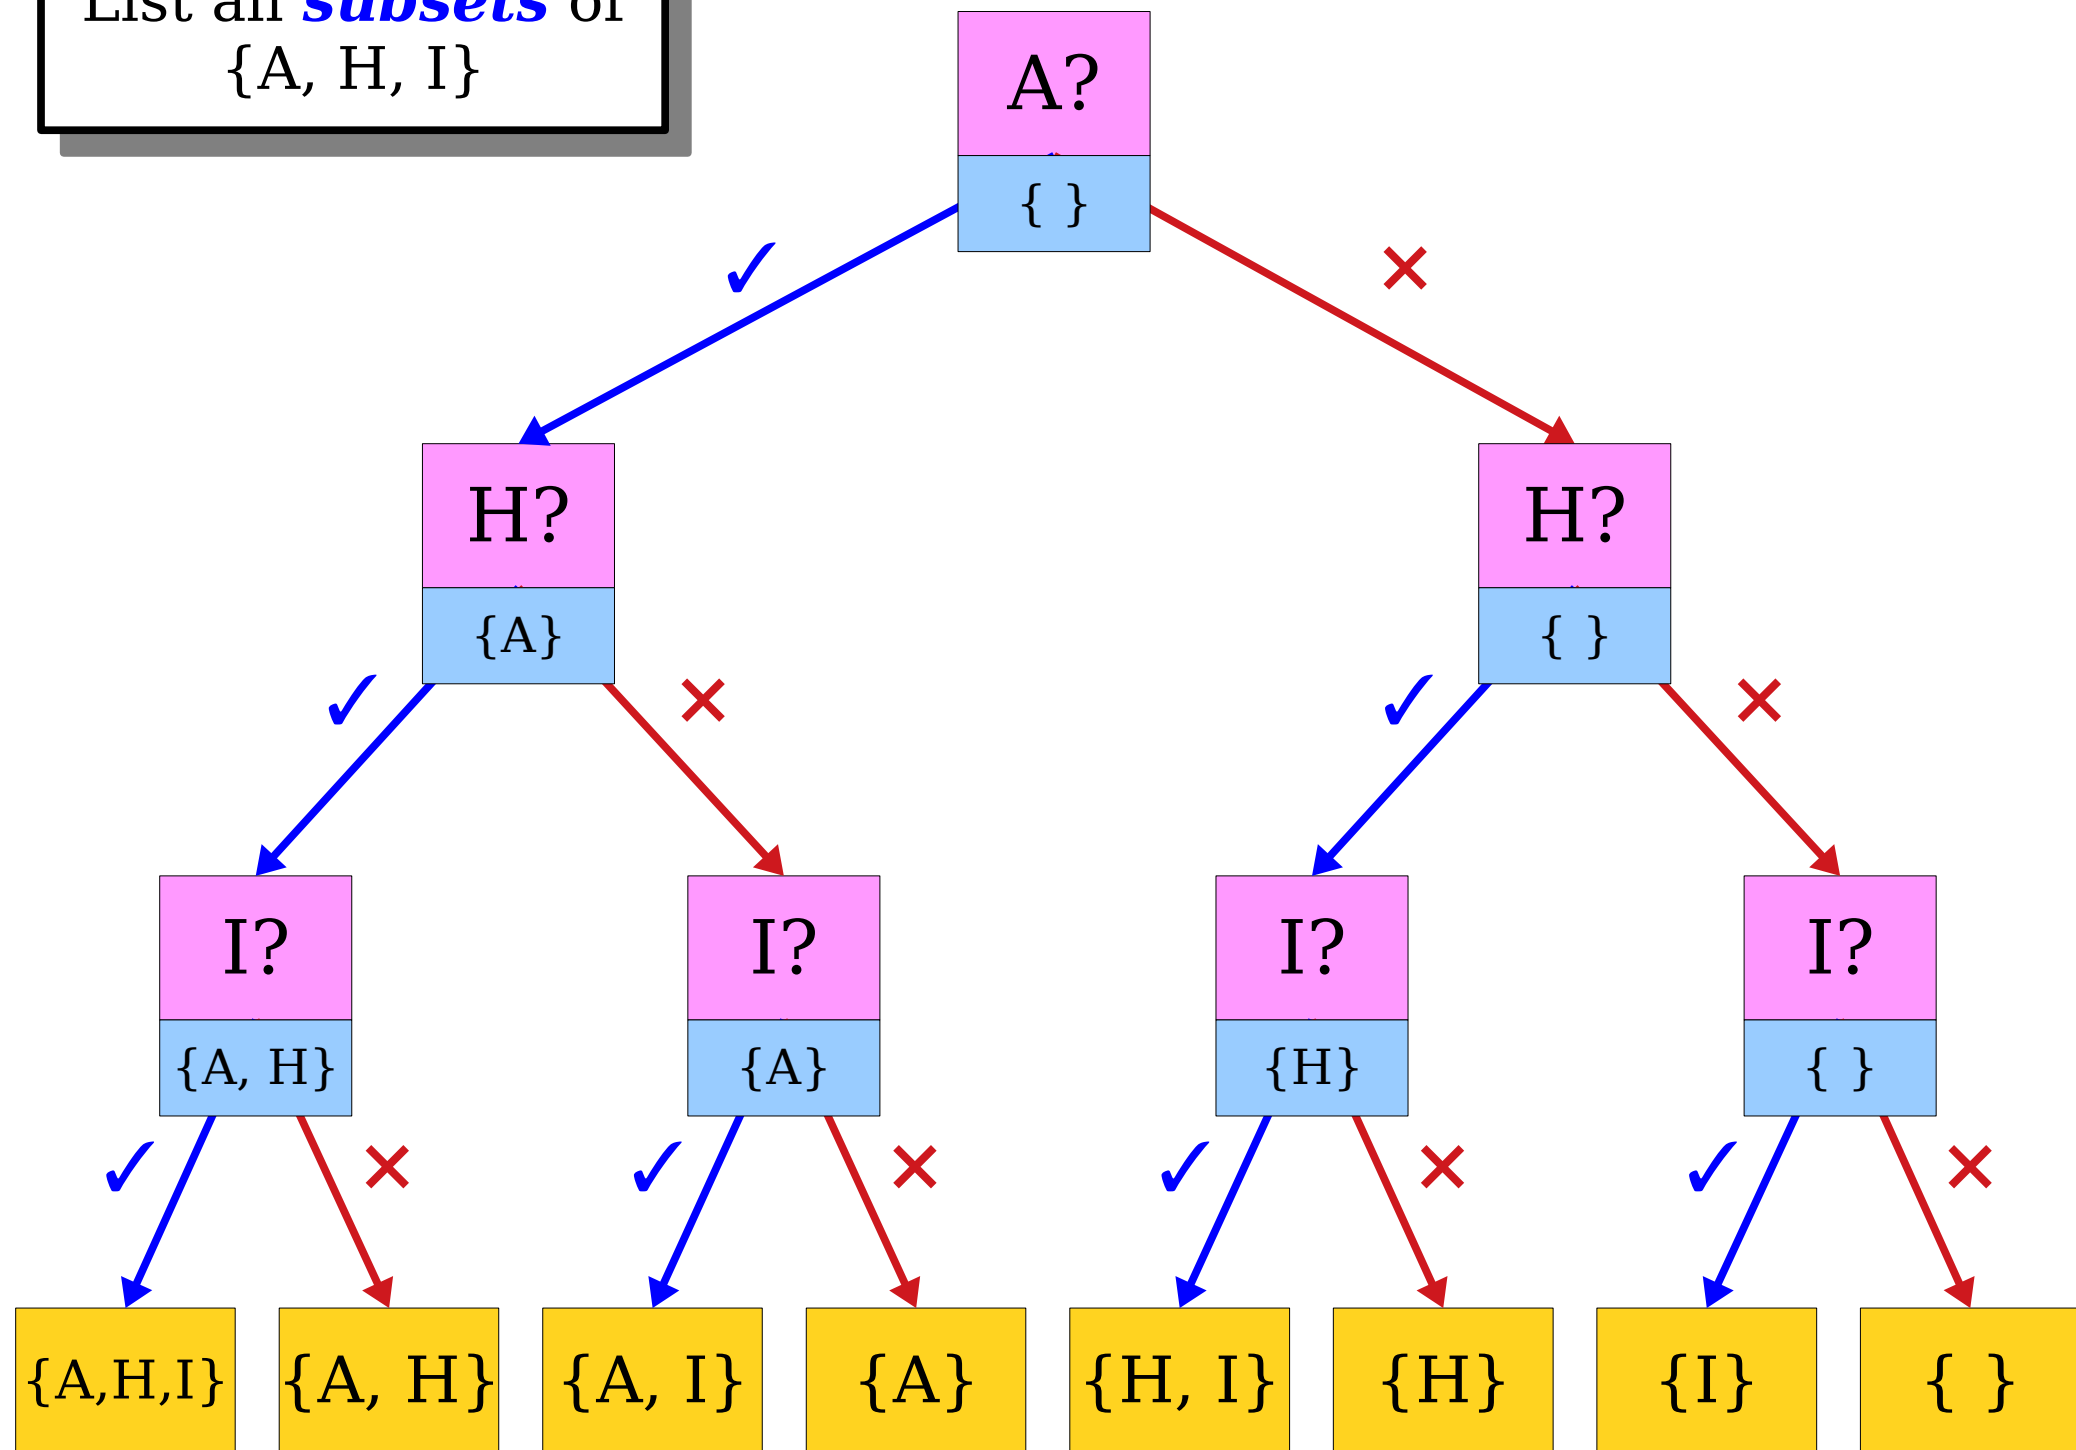 List all subsets of
{A, H, I}
A?
{ }
✓
×
H?
H?
{A}
{ }
✓
×
✓
×
I?
I?
I?
I?
{A, H}
{A}
{H}
{ }
✓
×
✓
×
✓
×
✓
×
{A,H,I}
{A, H}
{A, I}
{A}
{H, I}
{H}
{I}
{ }